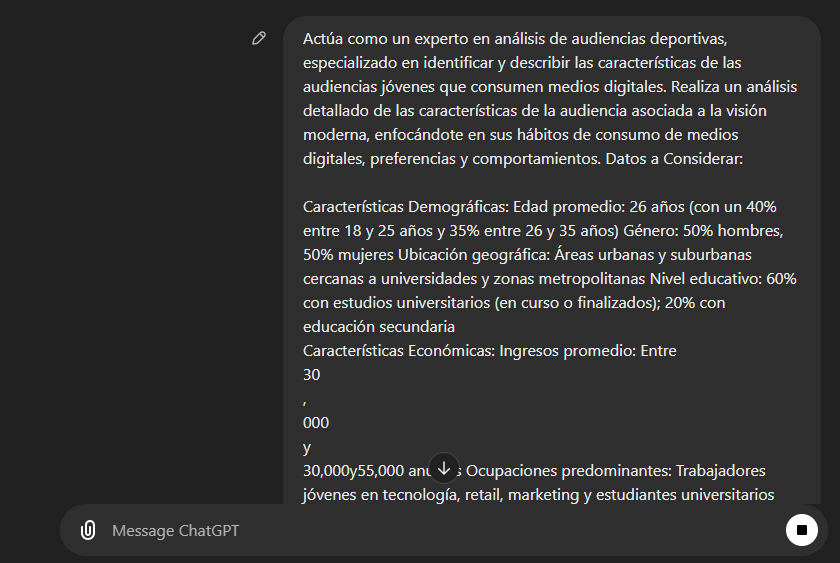 Actúa como un experto en análisis de audiencias deportivas,
especializado en identificar y describir las características de las
audiencias jóvenes que consumen medios digitales. Realiza un análisis
detallado de las características de la audiencia asociada a la visión
moderna, enfocándote en sus hábitos de consumo de medios
digitales, preferencias y comportamientos. Datos a Considerar:
Características Demográficas: Edad promedio: 26 años (con un 40%
entre 18 y 25 años y 35% entre 26 y 35 años) Género: 50% hombres,
50% mujeres Ubicación geográfica: Áreas urbanas y suburbanas
cercanas a universidades y zonas metropolitanas Nivel educativo: 60%
con estudios universitarios (en curso o finalizados); 20% con
educación secundaria
Características Económicas: Ingresos promedio: Entre
30
,
000
y
30,000y55,000 Ocupaciones predominantes: Trabajadores
jóvenes en tecnología, retail, marketing y estudiantes universitarios
Message ChatGPT